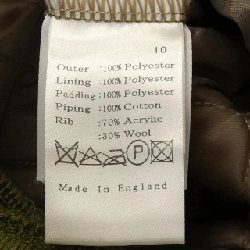 10
Outer :100% Polyester
Lining :100% Polyester
Padding :100% Polyester
Piping :100% Cotton
Rib :70% Acrylic
:30% Wool
P
Made In England